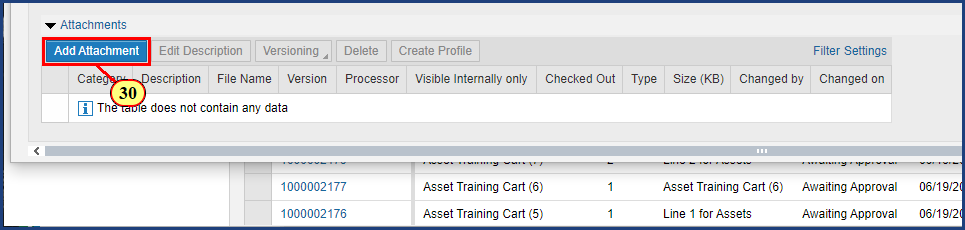 Attachments
Add Attachment Edit Description Versioning Delete Create Profile Filter Settings
Category Description File Name Version Processor Visible Internally only Checked Out Type Size (KB) Changed by Changed on
30
The table does not contain any data
Asset Training Cart (7) 2 Line 2 for Assets Awaiting Approval
1000002177 Asset Training Cart (6) 1 Asset Training Cart (6) Awaiting Approval 06/19/20
1000002176 Asset Training Cart (5) 1 Line 1 for Assets Awaiting Approval 06/19/20